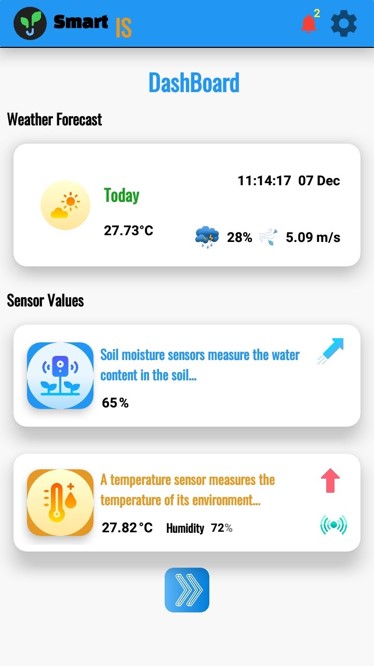 Smart IS
2
DashBoard
Weather Forecast
11:14:17 07 Dec
Today
27.73°C
28% 5.09 m/s
Sensor Values
Soil moisture sensors measure the water
content in the soil...
65%
A temperature sensor measures the
temperature of its environment...
27.82°C Humidity 72%